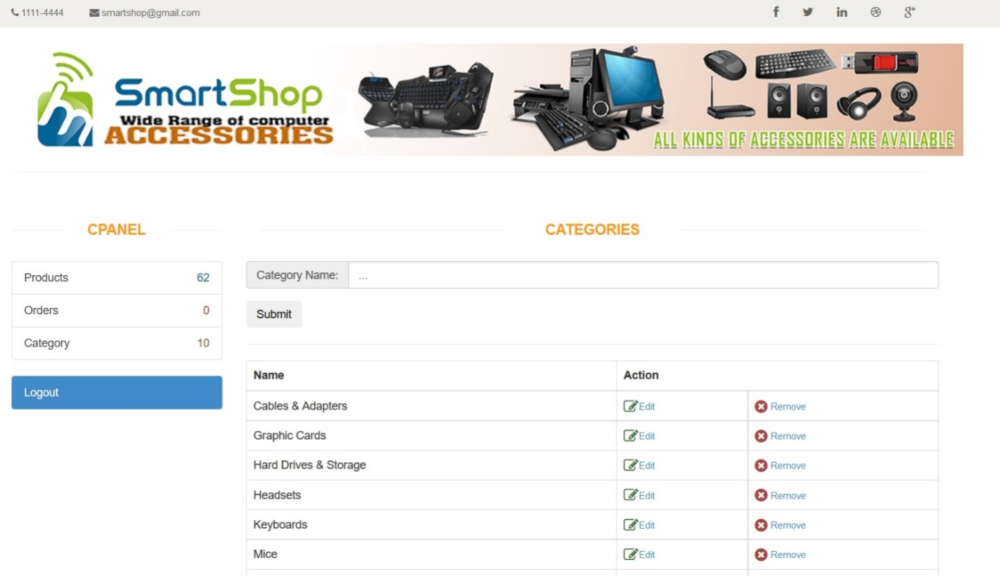 1111-4444 smartshop@gmail.com
SmartShop
Wide Range of computer
ACCESSORIES
ALL KINDS OF ACCESSORIES ARE AVAILABLE
CPANEL
CATEGORIES
Products 62
Orders 0
Category 10
Logout
Category Name: ...
Submit
Name Action
Cables & Adapters Edit Remove
Graphic Cards Edit Remove
Hard Drives & Storage Edit Remove
Headsets Edit Remove
Keyboards Edit Remove
Mice Edit Remove